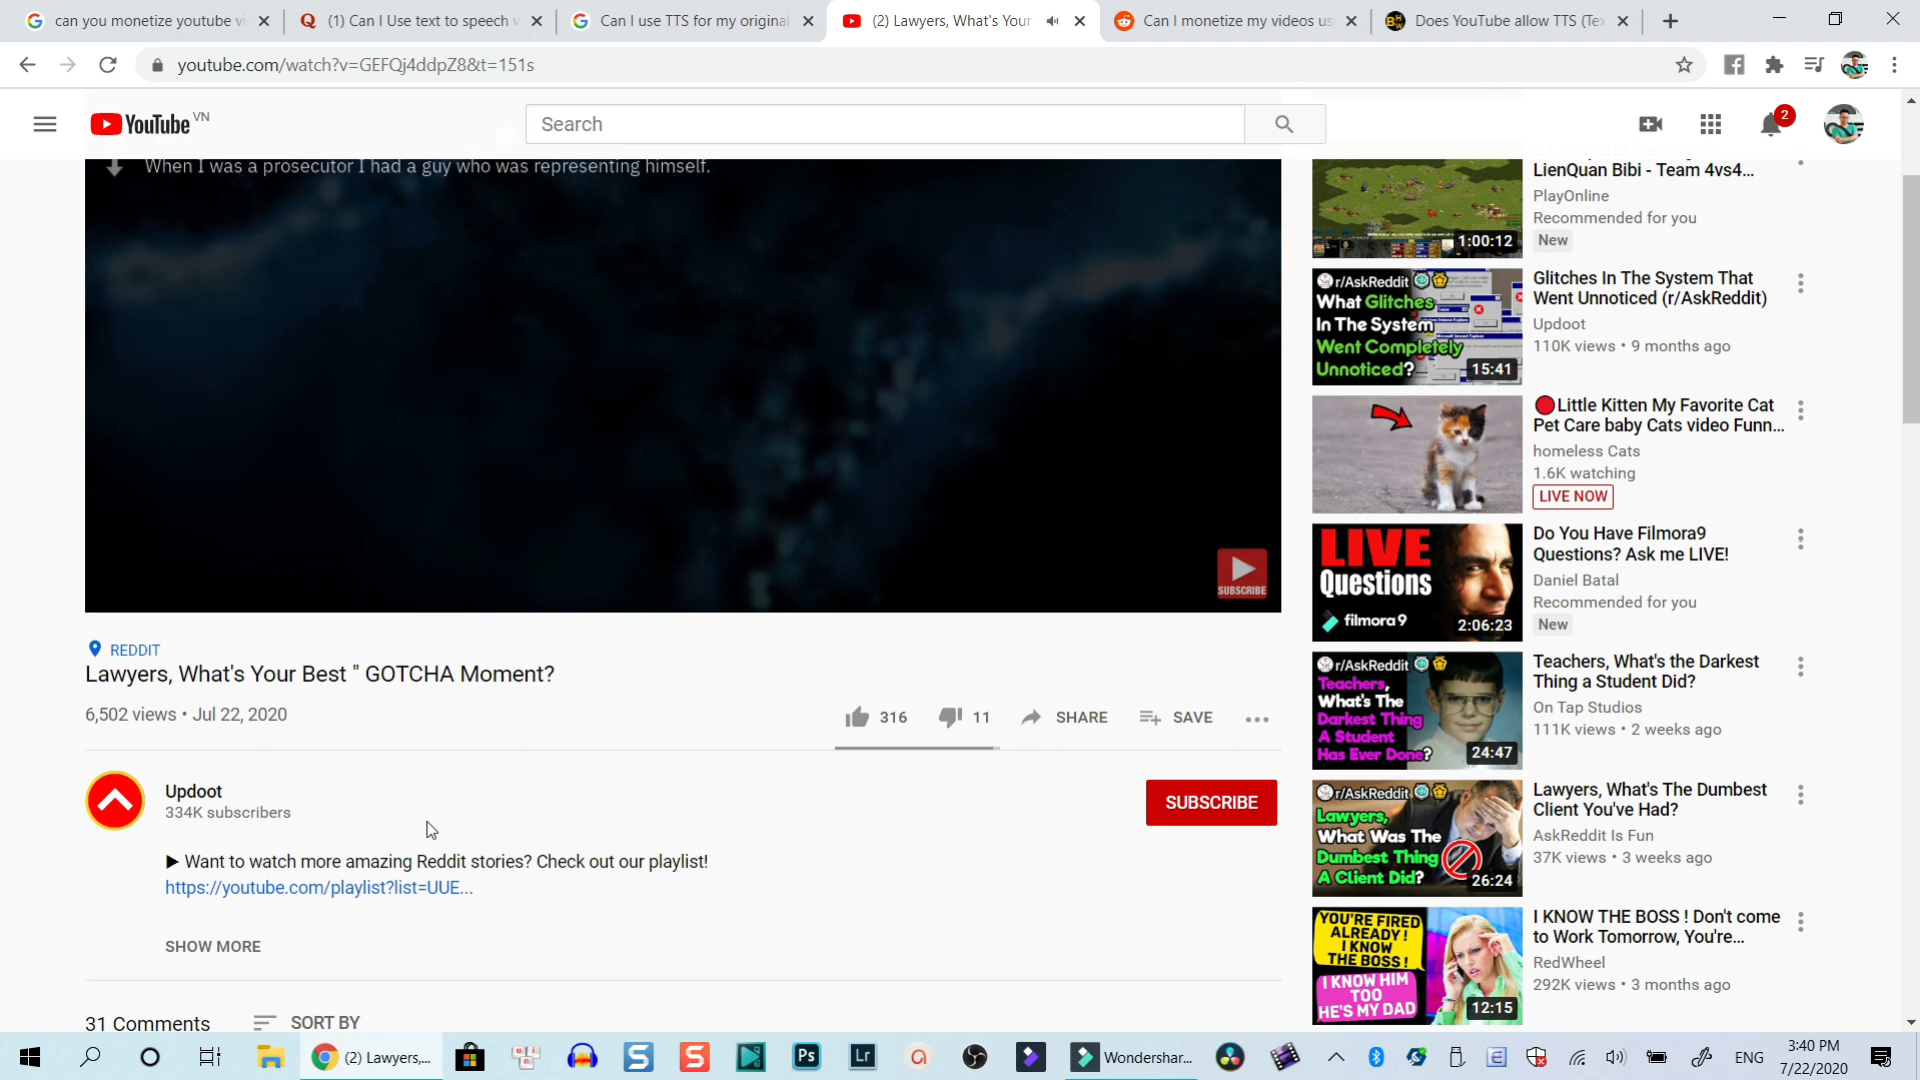 can you monetize youtube vi
(1) Can I Use text to speech v
Can I use TTS for my original
(2) Lawyers, What's Your
Can I monetize my videos us
Does YouTube allow TTS (Tex
youtube.com/watch?v=GEFQj4ddpZ8&t=151s
YouTube VN
Search
2
When I was a prosecutor I had a guy who was representing himself.
SUBSCRIBE
REDDIT
Lawyers, What's Your Best " GOTCHA Moment?
6,502 views • Jul 22, 2020
316
11
SHARE
SAVE
Updoot
334K subscribers
SUBSCRIBE
▶ Want to watch more amazing Reddit stories? Check out our playlist!
https://youtube.com/playlist?list=UUE...
SHOW MORE
31 Comments
SORT BY
1:00:12
LienQuan Bibi - Team 4vs4...
PlayOnline
Recommended for you
New
r/AskReddit
What Glitches
In The System
Went Completely
Unnoticed?
15:41
Glitches In The System That
Went Unnoticed (r/AskReddit)
Updoot
110K views • 9 months ago
Little Kitten My Favorite Cat
Pet Care baby Cats video Funn...
homeless Cats
1.6K watching
LIVE NOW
LIVE
Questions
filmora9
2:06:23
Do You Have Filmora9
Questions? Ask me LIVE!
Daniel Batal
Recommended for you
New
r/AskReddit
Teachers,
What's The
Darkest Thing
A Student
Has Ever Done?
24:47
Teachers, What's the Darkest
Thing a Student Did?
On Tap Studios
111K views • 2 weeks ago
r/AskReddit
Lawyers,
What Was The
Dumbest Thing
A Client Did?
26:24
Lawyers, What's The Dumbest
Client You've Had?
AskReddit Is Fun
37K views • 3 weeks ago
YOU'RE FIRED
ALREADY !
I KNOW
THE BOSS !
I KNOW HIM
TOO
HE'S MY DAD
12:15
I KNOW THE BOSS ! Don't come
to Work Tomorrow, You're...
RedWheel
292K views • 3 months ago
(2) Lawyers,...
Ps
Lr
Wondershar...
ENG
3:40 PM
7/22/2020